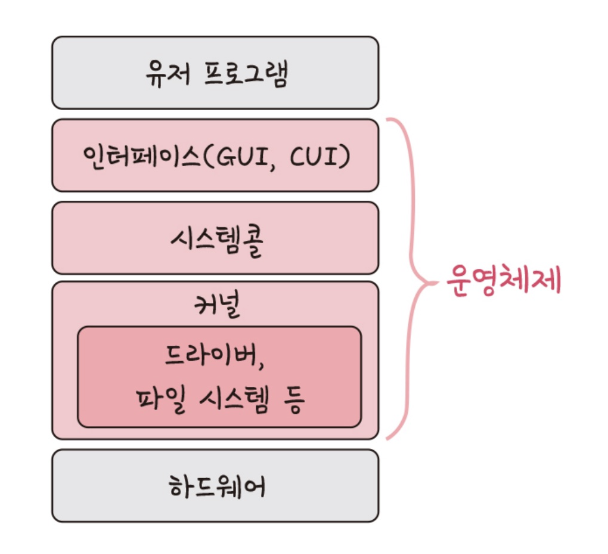 유저 프로그램
인터페이스(GUI, CUI)
시스템콜
커널
드라이버,
파일 시스템 등
하드웨어
운영체제